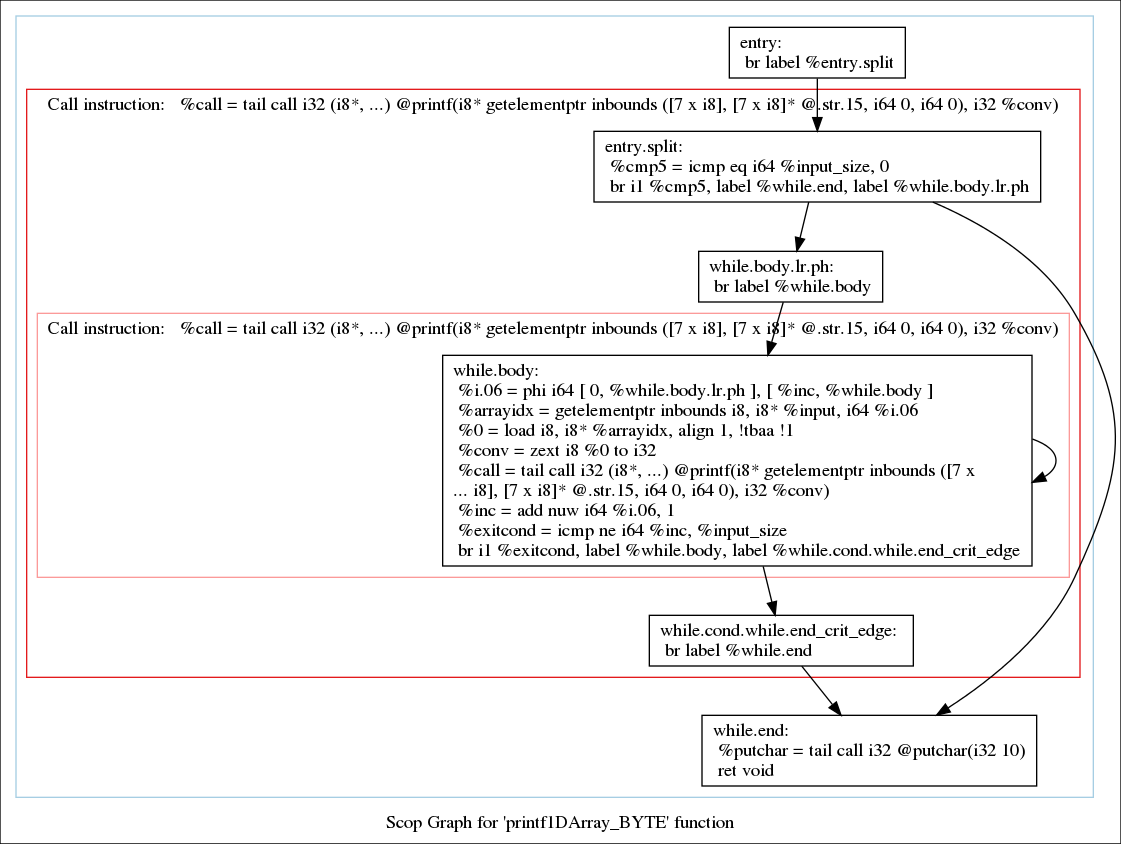 entry:
br label %entry.split
Call instruction: %call = tail call i32 (i8*, ...) @printf(i8* getelementptr inbounds ([7 x i8], [7 x i8]* @.str.15, i64 0, i64 0), i32 %conv)
entry.split:
%cmp5 = icmp eq i64 %input_size, 0
br i1 %cmp5, label %while.end, label %while.body.lr.ph
while.body.lr.ph:
br label %while.body
Call instruction: %call = tail call i32 (i8*, ...) @printf(i8* getelementptr inbounds ([7 x i8], [7 x i8]* @.str.15, i64 0, i64 0), i32 %conv)
while.body:
%i.06 = phi i64 [ 0, %while.body.lr.ph ], [ %inc, %while.body ]
%arrayidx = getelementptr inbounds i8, i8* %input, i64 %i.06
%0 = load i8, i8* %arrayidx, align 1, !tbaa !1
%conv = zext i8 %0 to i32
%call = tail call i32 (i8*, ...) @printf(i8* getelementptr inbounds ([7 x
... i8], [7 x i8]* @.str.15, i64 0, i64 0), i32 %conv)
%inc = add nuw i64 %i.06, 1
%exitcond = icmp ne i64 %inc, %input_size
br i1 %exitcond, label %while.body, label %while.cond.while.end_crit_edge
while.cond.while.end_crit_edge:
br label %while.end
while.end:
%putchar = tail call i32 @putchar(i32 10)
ret void
Scop Graph for 'printf1DArray_BYTE' function